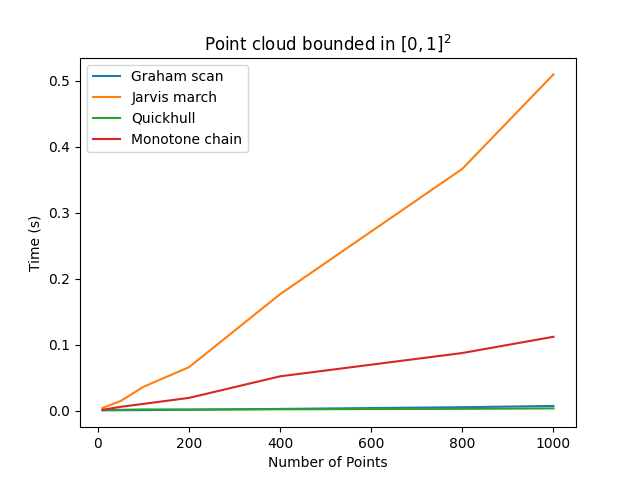 Point cloud bounded in [0, 1]²
Graham scan
Jarvis march
Quickhull
Monotone chain
0.5
0.4
0.3
0.2
0.1
0.0
Time (s)
0 200 400 600 800 1000
Number of Points